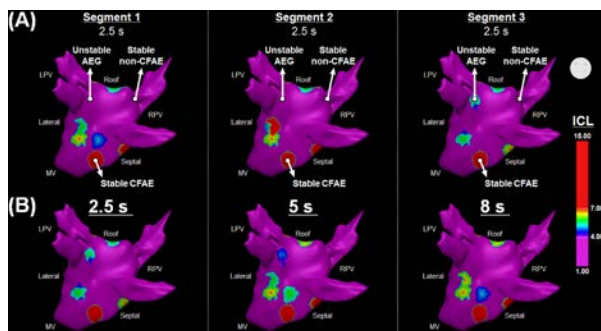 (A)
Segment 1
2.5 s
Unstable AEG
Stable non-CFAE
LPV
Roof
RPV
Lateral
Septal
MV
Stable CFAE
Segment 2
2.5 s
Unstable AEG
Stable non-CFAE
LPV
Roof
RPV
Lateral
Septal
MV
Stable CFAE
Segment 3
2.5 s
Unstable AEG
Stable non-CFAE
LPV
Roof
RPV
Lateral
Septal
MV
Stable CFAE
ICL
15.00
7.00
4.00
1.00
(B)
2.5 s
LPV
Roof
RPV
Lateral
Septal
MV
5 s
LPV
Roof
RPV
Lateral
Septal
MV
8 s
LPV
Roof
RPV
Lateral
Septal
MV